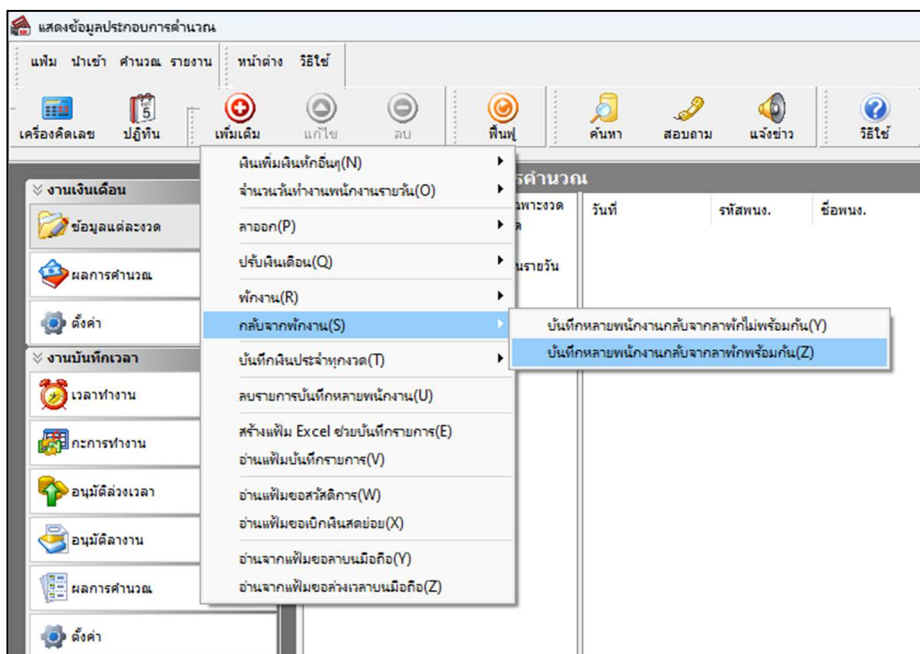 แสดงข้อมูลประกอบการคำนวณ
แฟ้ม นำเข้า คำนวณ รายงาน หน้าต่าง วิธีใช้
เครื่องคิดเลข ปฏิทิน เพิ่มเติม แก้ไข ลบ ฟื้นฟู ค้นหา สอบถาม แจ้งข่าว วิธีใช้
งานเงินเดือน
ข้อมูลแต่ละงวด
ผลการคำนวณ
ตั้งค่า
งานบันทึกเวลา
เวลาทำงาน
กะการทำงาน
อนุมัติล่วงเวลา
อนุมัติลางาน
ผลการคำนวณ
ตั้งค่า
เงินเพิ่มเงินหักอื่นๆ(N)
จำนวนวันทำงานพนักงานรายวัน(O)
ลาออก(P)
ปรับเงินเดือน(Q)
พักงาน(R)
กลับจากพักงาน(S)
บันทึกเงินประจำทุกงวด(T)
ลบรายการบันทึกหลายพนักงาน(U)
สร้างแฟ้ม Excel ช่วยบันทึกรายการ(E)
อ่านแฟ้มบันทึกรายการ(V)
อ่านแฟ้มขอสวัสดิการ(W)
อ่านแฟ้มขอเบิกเงินสดย่อย(X)
อ่านจากแฟ้มขอลาบนมือถือ(Y)
อ่านจากแฟ้มขอล่วงเวลาบนมือถือ(Z)
บันทึกหลายพนักงานกลับจากลาพักไม่พร้อมกัน(Y)
บันทึกหลายพนักงานกลับจากลาพักพร้อมกัน(Z)
รคำนวณ
วันที่ รหัสพนง. ชื่อพนง.
นรายวัน